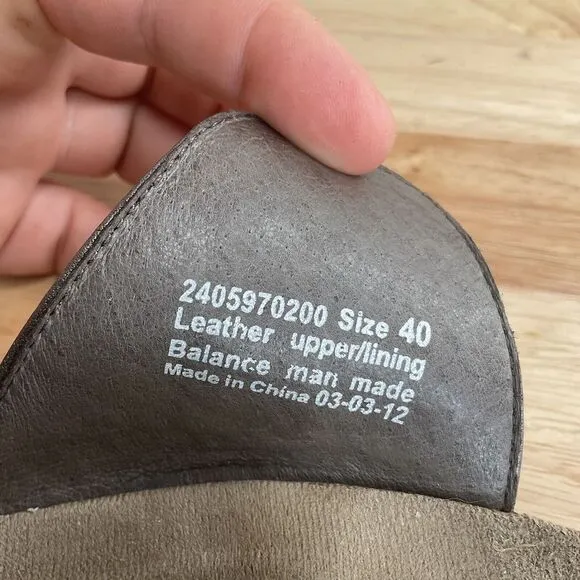 2405970200 Size 40
Leather upper/lining
Balance man made
Made in China 03-03-12